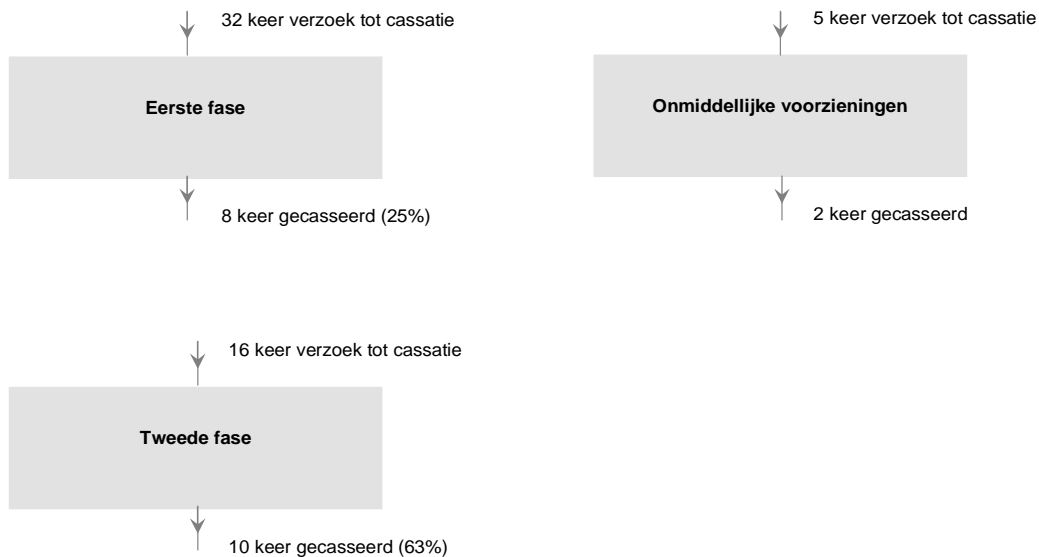 32 keer verzoek tot cassatie
Eerste fase
8 keer gecasseerd (25%)
5 keer verzoek tot cassatie
Onmiddellijke voorzieningen
2 keer gecasseerd
16 keer verzoek tot cassatie
Tweede fase
10 keer gecasseerd (63%)